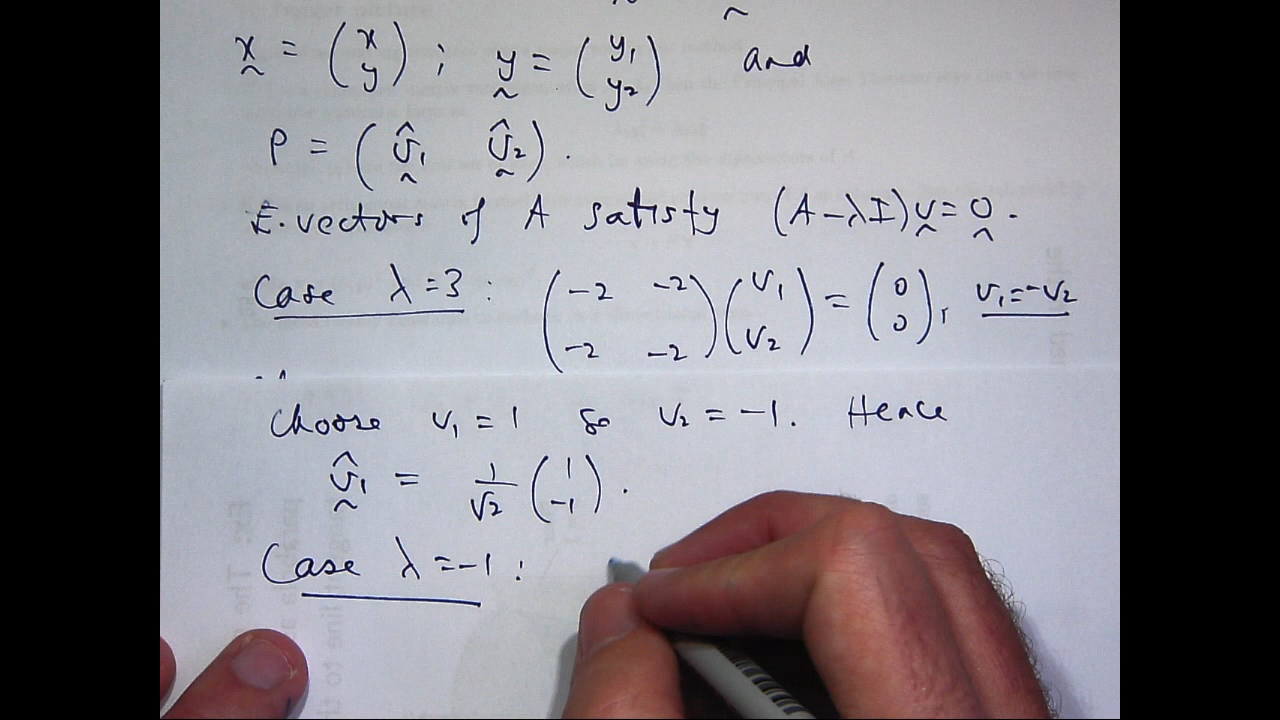 x = (x y) ; y = (y₁ y₂) and
P = (v̂₁ v̂₂).
E.vectors of A satisfy (A-λI)v = 0.
Case λ=3: (-2 -2 -2 -2)(v₁ v₂) = (0 0), v₁=-v₂
Choose v₁ = 1 so v₂ = -1. Hence
v̂₁ = 1/√2 (1 -1).
Case λ=-1: